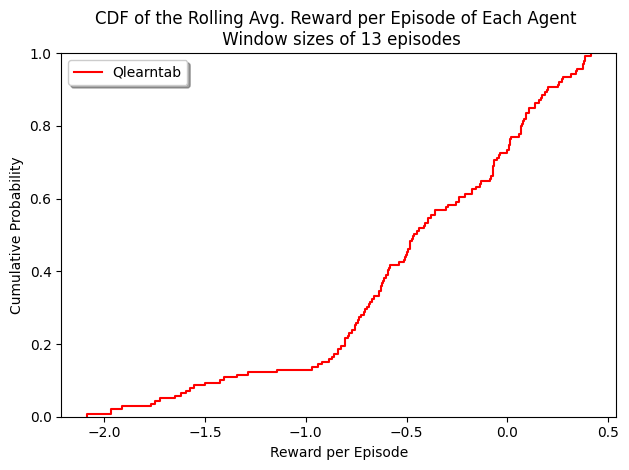 CDF of the Rolling Avg. Reward per Episode of Each Agent
Window sizes of 13 episodes
Qlearntab
1.0
0.8
0.6
0.4
0.2
0.0
Cumulative Probability
−2.0 −1.5 −1.0 −0.5 0.0 0.5
Reward per Episode